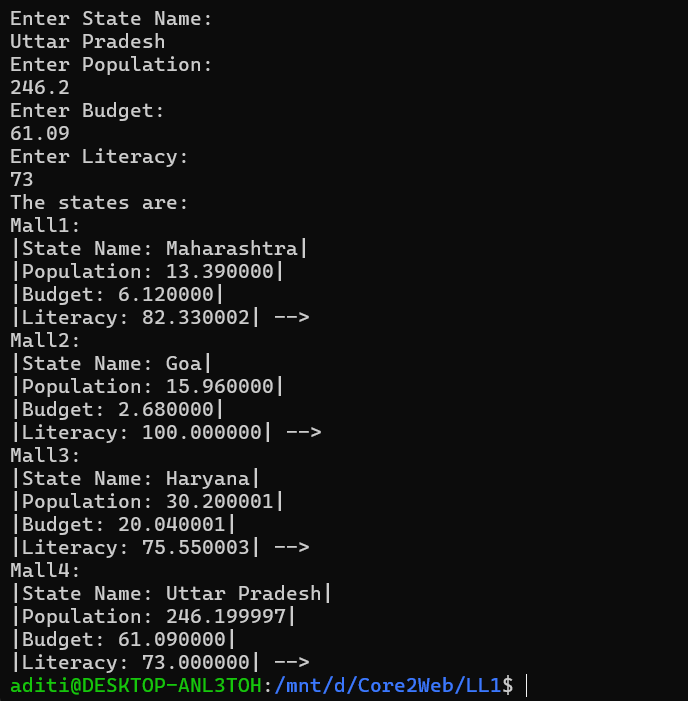 Enter State Name:
Uttar Pradesh
Enter Population:
246.2
Enter Budget:
61.09
Enter Literacy:
73
The states are:
Mall1:
|State Name: Maharashtra|
|Population: 13.390000|
|Budget: 6.120000|
|Literacy: 82.330002| -->
Mall2:
|State Name: Goa|
|Population: 15.960000|
|Budget: 2.680000|
|Literacy: 100.000000| -->
Mall3:
|State Name: Haryana|
|Population: 30.200001|
|Budget: 20.040001|
|Literacy: 75.550003| -->
Mall4:
|State Name: Uttar Pradesh|
|Population: 246.199997|
|Budget: 61.090000|
|Literacy: 73.000000| -->
aditi@DESKTOP-ANL3TOH:/mnt/d/Core2Web/LL1$